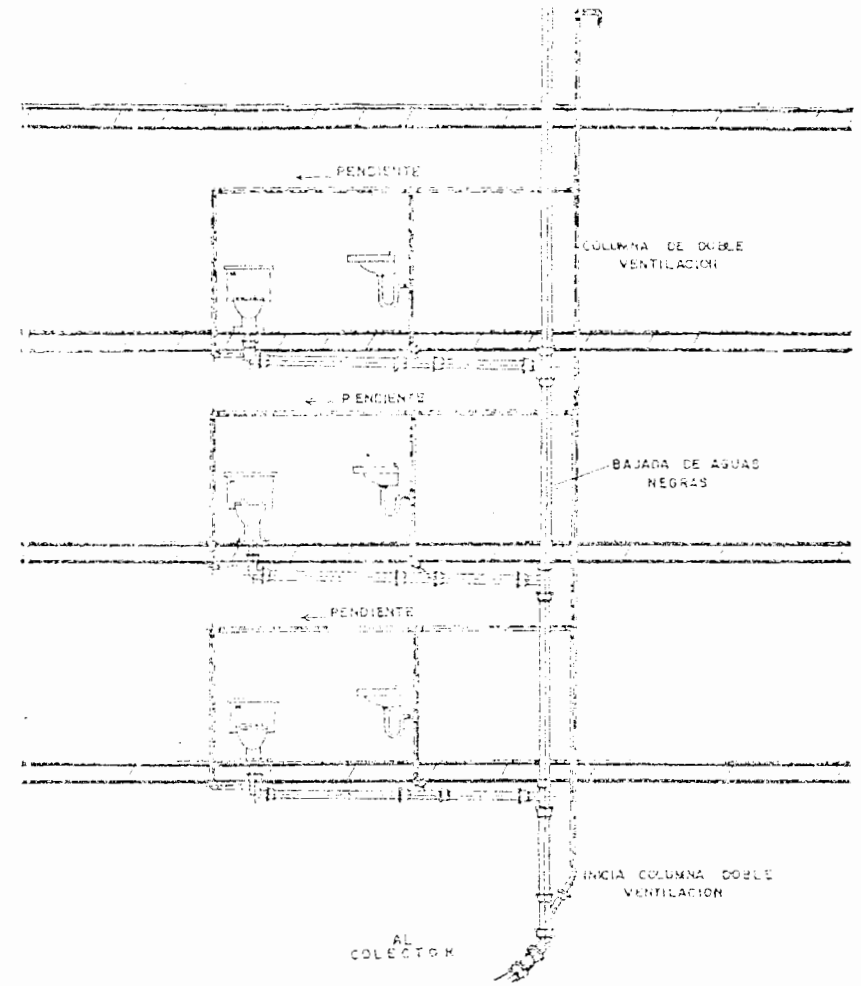 PENDIENTE
COLUMNA DE DOBLE
VENTILACION
PENDIENTE
BAJADA DE AGUAS
NEGRAS
PENDIENTE
INICIA COLUMNA DOBLE
VENTILACION
AL
COLECTOR